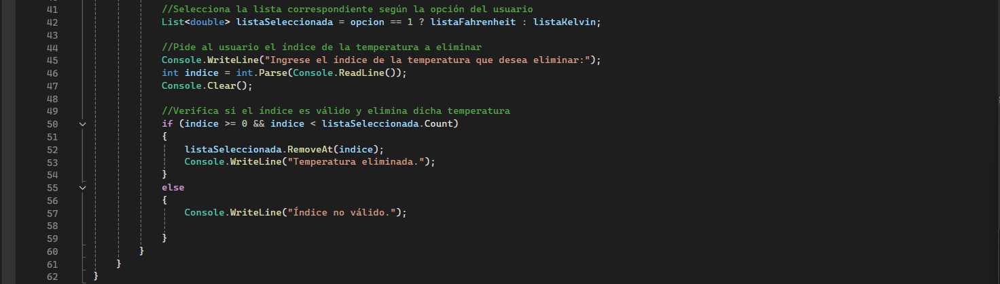 41 //Selecciona la lista correspondiente según la opción del usuario
42 List<double> listaSeleccionada = opcion == 1 ? listaFahrenheit : listaKelvin;
43
44 //Pide al usuario el índice de la temperatura a eliminar
45 Console.WriteLine("Ingrese el índice de la temperatura que desea eliminar:");
46 int indice = int.Parse(Console.ReadLine());
47 Console.Clear();
48
49 //Verifica si el índice es válido y elimina dicha temperatura
50 if (indice >= 0 && indice < listaSeleccionada.Count)
51 {
52 listaSeleccionada.RemoveAt(indice);
53 Console.WriteLine("Temperatura eliminada.");
54 }
55 else
56 {
57 Console.WriteLine("Índice no válido.");
58
59 }
60 }
61 }
62 }